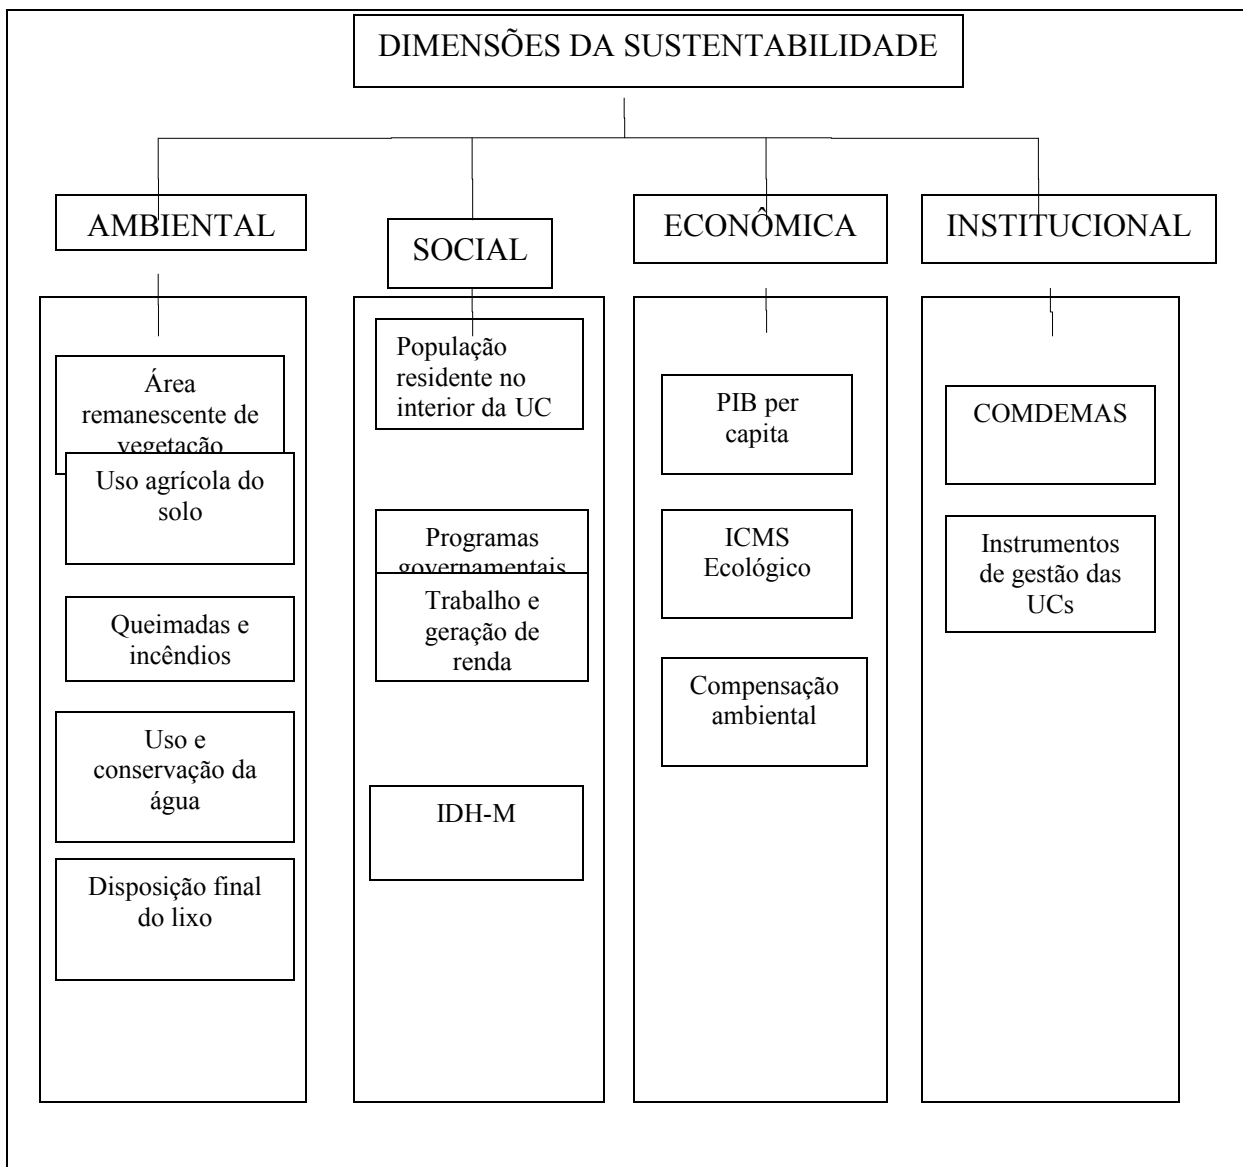 DIMENSÕES DA SUSTENTABILIDADE
AMBIENTAL
SOCIAL
ECONÔMICA
INSTITUCIONAL
Área
remanescente de
vegetação
Uso agrícola do
solo
Queimadas e
incêndios
Uso e
conservação da
água
Disposição final
do lixo
População
residente no
interior da UC
Programas
governamentais
Trabalho e
geração de
renda
IDH-M
PIB per
capita
ICMS
Ecológico
Compensação
ambiental
COMDEMAS
Instrumentos
de gestão das
UCs